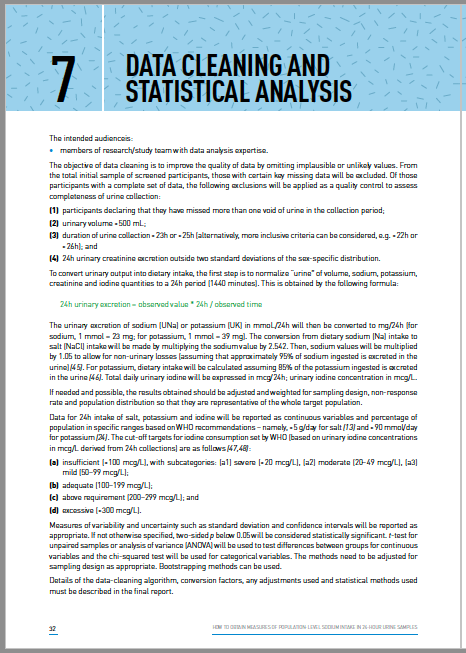 7
DATA CLEANING AND
STATISTICAL ANALYSIS
The intended audienceis:
• members of research/study team with data analysis expertise.
The objective of data cleaning is to improve the quality of data by omitting implausible or unlikely values. From
the total initial sample of screened participants, those with certain key missing data will be excluded. Of those
participants with a complete set of data, the following exclusions will be applied as a quality control to assess
completeness of urine collection:
(1) participants declaring that they have missed more than one void of urine in the collection period;
(2) urinary volume 500 mL;
(3) duration of urine collection 23h or 25h (alternatively, more inclusive criteria can be considered, e.g. 22h or
26h); and
(4) 24h urinary creatinine excretion outside two standard deviations of the sex-specific distribution.
To convert urinary output into dietary intake, the first step is to normalize "urine" of volume, sodium, potassium,
creatinine and iodine quantities to a 24h period (1440 minutes). This is obtained by the following formula:
24h urinary excretion = observed value * 24h / observed time
The urinary excretion of sodium (UNa) or potassium (UK) in mmoL/24h will then be converted to mg/24h (for
sodium, 1 mmol = 23 mg; for potassium, 1 mmol = 39 mg). The conversion from dietary sodium (Na) intake to
salt (NaCl) intake will be made by multiplying the sodium value by 2.542. Then, sodium values will be multiplied
by 1.05 to allow for non-urinary losses (assuming that approximately 95% of sodium ingested is excreted in the
urine) (45). For potassium, dietary intake will be calculated assuming 85% of the potassium ingested is excreted
in the urine (46). Total daily urinary iodine will be expressed in mcg/24h; urinary iodine concentration in mcg/L.
If needed and possible, the results obtained should be adjusted and weighted for sampling design, non-response
rate and population distribution so that they are representative of the whole target population.
Data for 24h intake of salt, potassium and iodine will be reported as continuous variables and percentage of
population in specific ranges based on WHO recommendations – namely, 5 g/day for salt (13) and 90 mmol/day
for potassium (24). The cut-off targets for iodine consumption set by WHO (based on urinary iodine concentrations
in mcg/L derived from 24h collections) are as follows (47,48):
(a) insufficient (100 mcg/L), with subcategories: (a1) severe (20 mcg/L), (a2) moderate (20–49 mcg/L), (a3)
mild (50–99 mcg/L);
(b) adequate (100–199 mcg/L);
(c) above requirement (200–299 mcg/L); and
(d) excessive (300 mcg/L).
Measures of variability and uncertainty such as standard deviation and confidence intervals will be reported as
appropriate. If not otherwise specified, two-sided p below 0.05 will be considered statistically significant. t-test for
unpaired samples or analysis of variance (ANOVA) will be used to test differences between groups for continuous
variables and the chi-squared test will be used for categorical variables. The methods need to be adjusted for
sampling design as appropriate. Bootstrapping methods can be used.
Details of the data-cleaning algorithm, conversion factors, any adjustments used and statistical methods used
must be described in the final report.
32
HOW TO OBTAIN MEASURES OF POPULATION-LEVEL SODIUM INTAKE IN 24-HOUR URINE SAMPLES